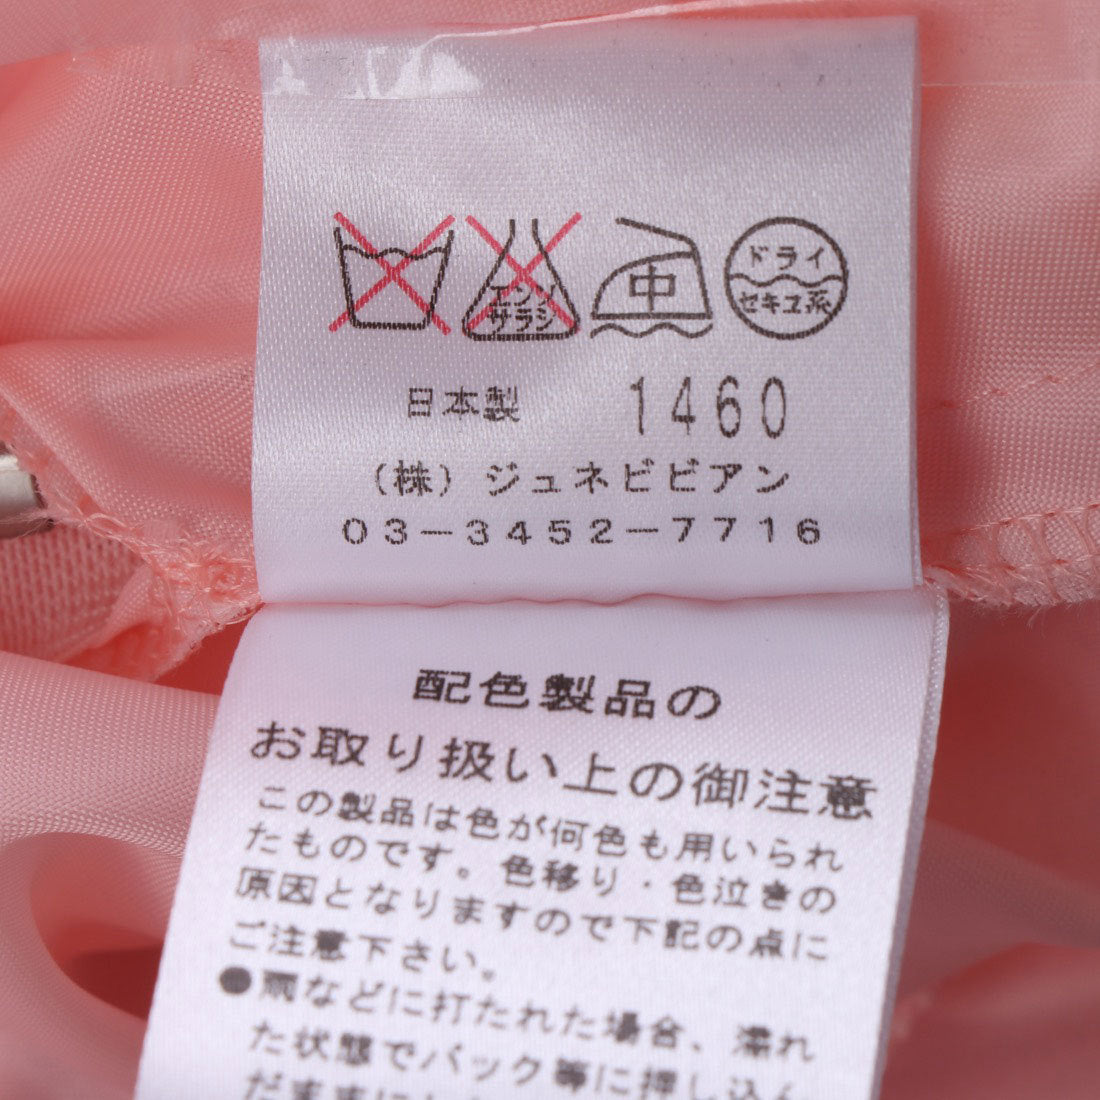 エンソ
サラシ
中
ドライ
セキユ系
日本製 1460
(株)ジュネビビアン
03-3452-7716
配色製品の
お取り扱い上の御注意
この製品は色が何色も用いられ
たものです。色移り・色泣きの
原因となりますので下記の点に
ご注意下さい。
●雨などに打たれた場合、濡れ
た状態でバック等に押し込ん
だままに